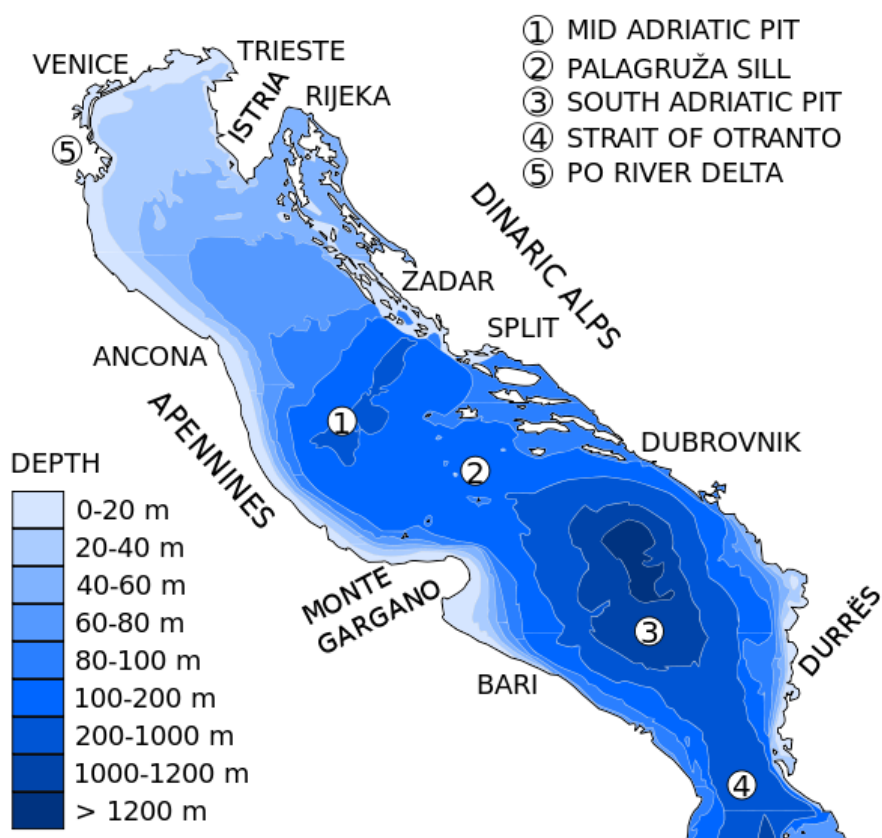 ① MID ADRIATIC PIT
② PALAGRUŽA SILL
③ SOUTH ADRIATIC PIT
④ STRAIT OF OTRANTO
⑤ PO RIVER DELTA
VENICE
TRIESTE
ISTRIA
RIJEKA
⑤
DINARIC ALPS
ZADAR
SPLIT
ANCONA
APENNINES
①
②
DUBROVNIK
MONTE
GARGANO
③
DURRËS
BARI
④
DEPTH
0-20 m
20-40 m
40-60 m
60-80 m
80-100 m
100-200 m
200-1000 m
1000-1200 m
> 1200 m